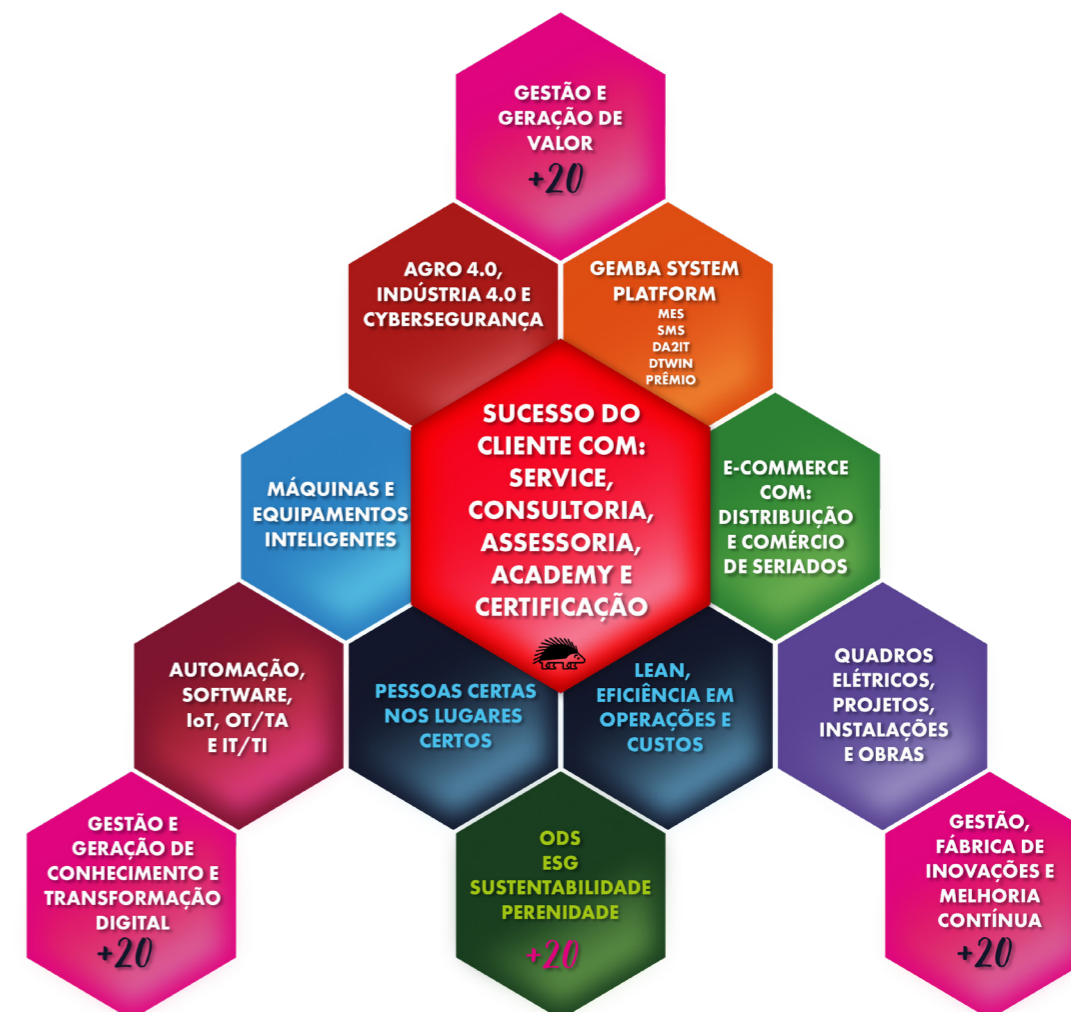 GESTÃO E
GERAÇÃO DE
VALOR
+20
AGRO 4.0,
INDÚSTRIA 4.0 E
CYBERSEGURANÇA
GEMBA SYSTEM
PLATFORM
MES
SMS
DA2IT
DTWIN
PRÊMIO
MÁQUINAS E
EQUIPAMENTOS
INTELIGENTES
SUCESSO DO
CLIENTE COM:
SERVICE,
CONSULTORIA,
ASSESSORIA,
ACADEMY E
CERTIFICAÇÃO
E-COMMERCE
COM:
DISTRIBUIÇÃO
E COMÉRCIO
DE SERIADOS
AUTOMAÇÃO,
SOFTWARE,
IoT, OT/TA
E IT/TI
PESSOAS CERTAS
NOS LUGARES
CERTOS
LEAN,
EFICIÊNCIA EM
OPERAÇÕES E
CUSTOS
QUADROS
ELÉTRICOS,
PROJETOS,
INSTALAÇÕES
E OBRAS
GESTÃO E
GERAÇÃO DE
CONHECIMENTO E
TRANSFORMAÇÃO
DIGITAL
+20
ODS
ESG
SUSTENTABILIDADE
PERENIDADE
+20
GESTÃO,
FÁBRICA DE
INOVAÇÕES E
MELHORIA
CONTÍNUA
+20